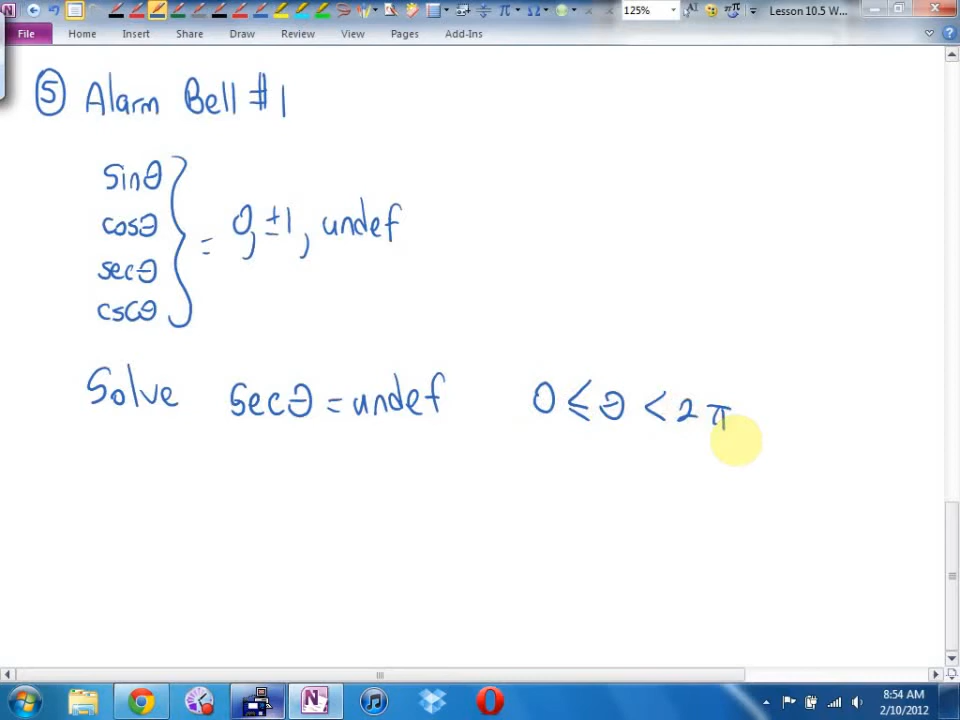 125%
Lesson 10.5 W...
File Home Insert Share Draw Review View Pages Add-Ins
⑤ Alarm Bell #1
sinθ
cosθ
secθ
cscθ
= 0, ±1, undef
Solve secθ = undef 0 ≤ θ < 2π
8:54 AM
2/10/2012